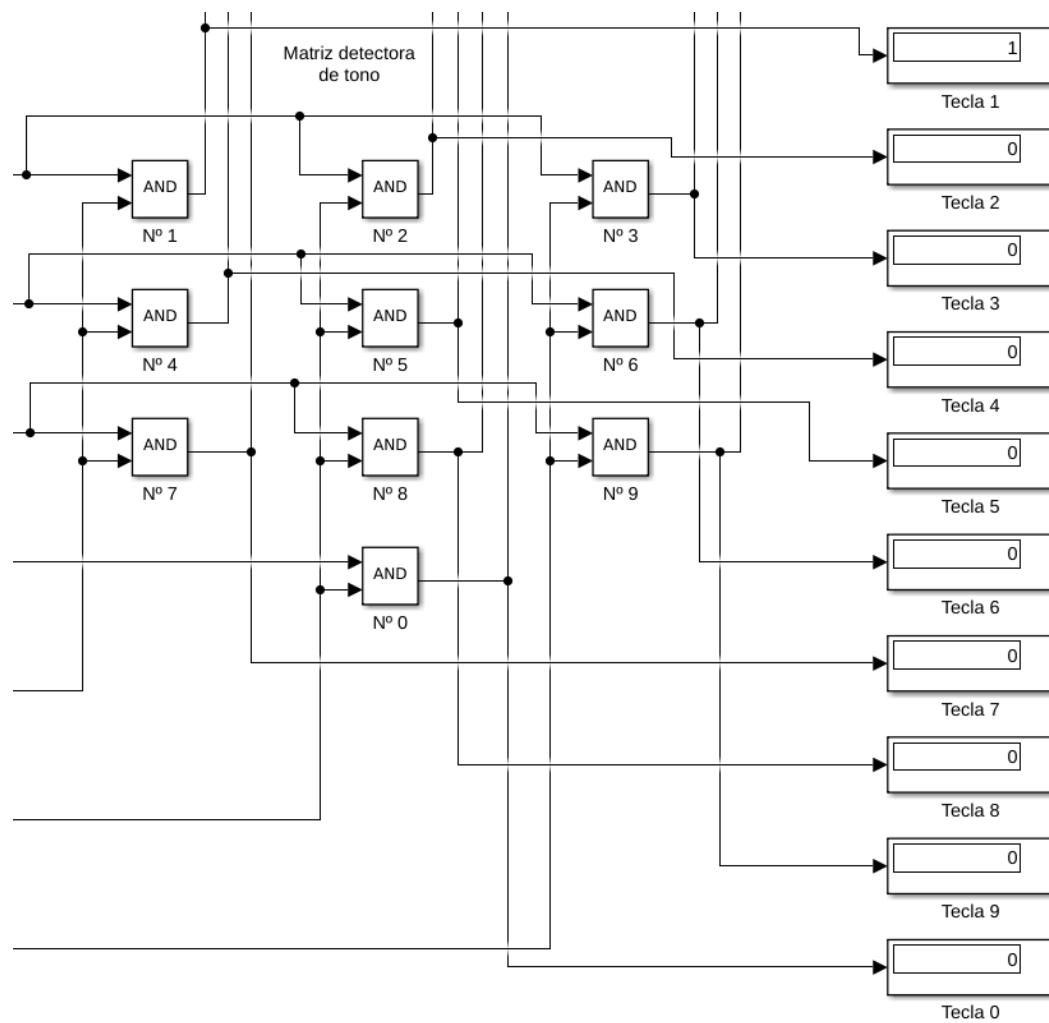 Matriz detectora
de tono
1
Tecla 1
0
Tecla 2
AND
AND
AND
Nº 1
Nº 2
Nº 3
0
Tecla 3
AND
AND
AND
Nº 4
Nº 5
Nº 6
0
Tecla 4
AND
AND
AND
Nº 7
Nº 8
Nº 9
0
Tecla 5
AND
Nº 0
0
Tecla 6
0
Tecla 7
0
Tecla 8
0
Tecla 9
0
Tecla 0